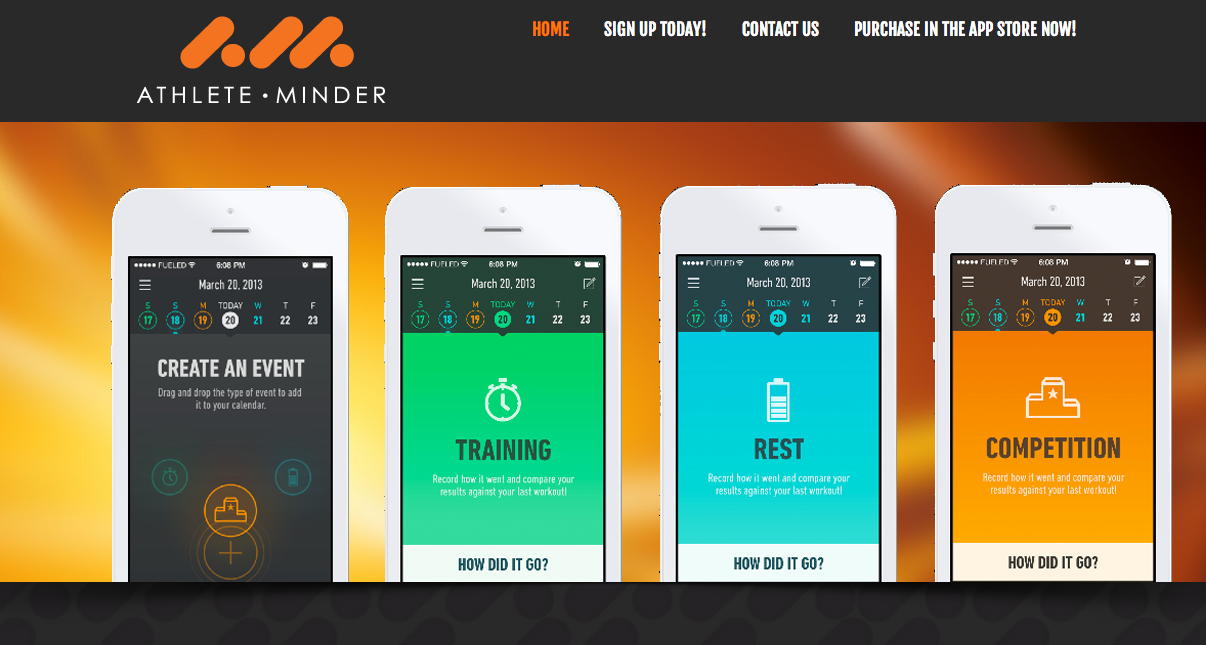 HOME SIGN UP TODAY! CONTACT US PURCHASE IN THE APP STORE NOW!
ATHLETE • MINDER
FUELED 6:08 PM
March 20, 2013
S S M TODAY W T F
17 18 19 20 21 22 23
CREATE AN EVENT
Drag and drop the type of event to add
it to your calendar.
FUELED 6:08 PM
March 20, 2013
S S M TODAY W T F
17 18 19 20 21 22 23
TRAINING
Record how it went and compare your
results against your last workout!
HOW DID IT GO?
FUELED 6:08 PM
March 20, 2013
S S M TODAY W T F
17 18 19 20 21 22 23
REST
Record how it went and compare your
results against your last workout!
HOW DID IT GO?
FUELED 6:08 PM
March 20, 2013
S S M TODAY W T F
17 18 19 20 21 22 23
COMPETITION
Record how it went and compare your
results against your last workout!
HOW DID IT GO?